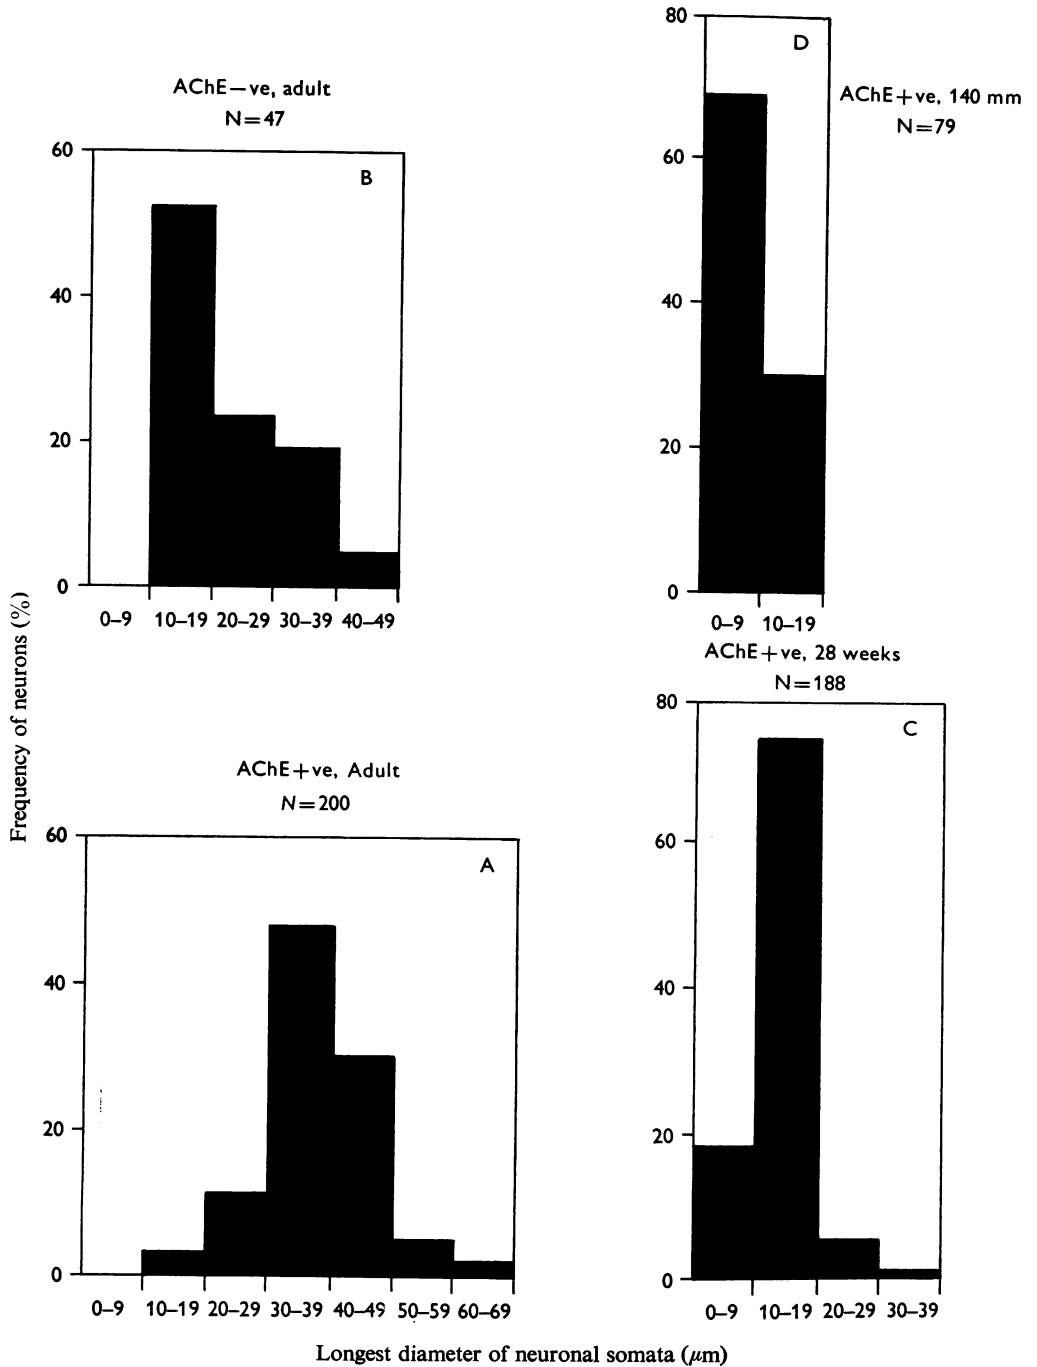 AChE−ve, adult
N=47
B
60
40
20
0
0–9 10–19 20–29 30–39 40–49
D
AChE+ve, 140 mm
N=79
80
60
40
20
0
0–9 10–19
AChE+ve, Adult
N=200
A
60
40
20
0
0–9 10–19 20–29 30–39 40–49 50–59 60–69
AChE+ve, 28 weeks
N=188
C
80
60
40
20
0
0–9 10–19 20–29 30–39
Frequency of neurons (%)
Longest diameter of neuronal somata (μm)